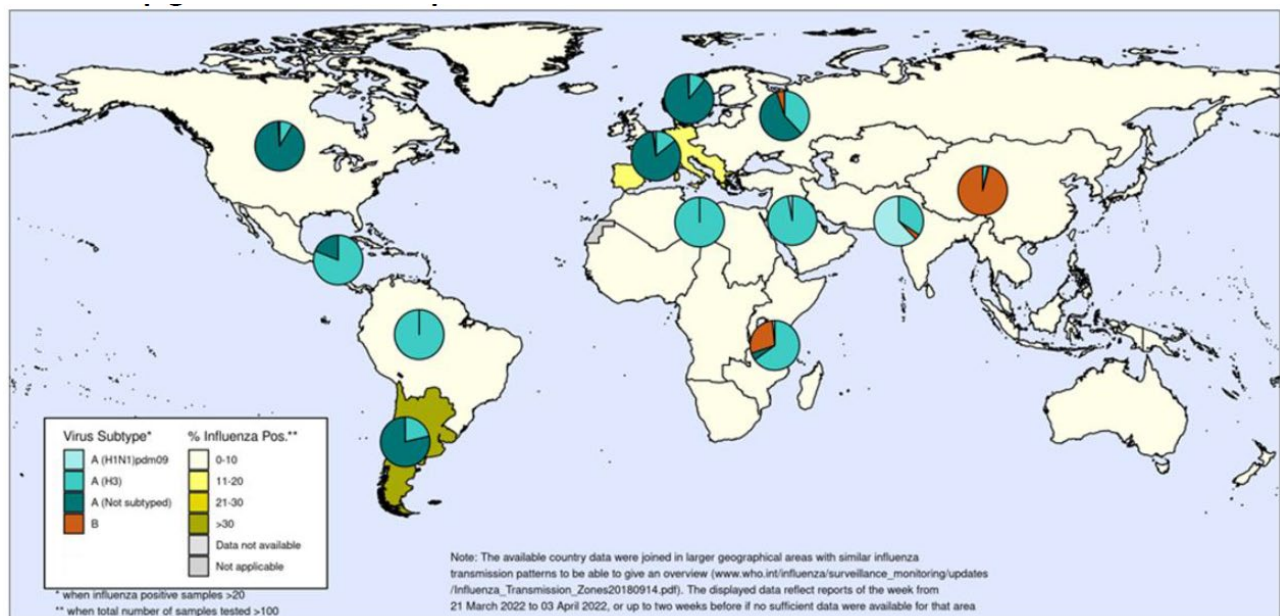 Virus Subtype*
A (H1N1)pdm09
A (H3)
A (Not subtyped)
B
% Influenza Pos.**
0-10
11-20
21-30
>30
Data not available
Not applicable
* when influenza positive samples >20
** when total number of samples tested >100
Note: The available country data were joined in larger geographical areas with similar influenza
transmission patterns to be able to give an overview (www.who.int/influenza/surveillance_monitoring/updates
/Influenza_Transmission_Zones20180914.pdf). The displayed data reflect reports of the week from
21 March 2022 to 03 April 2022, or up to two weeks before if no sufficient data were available for that area